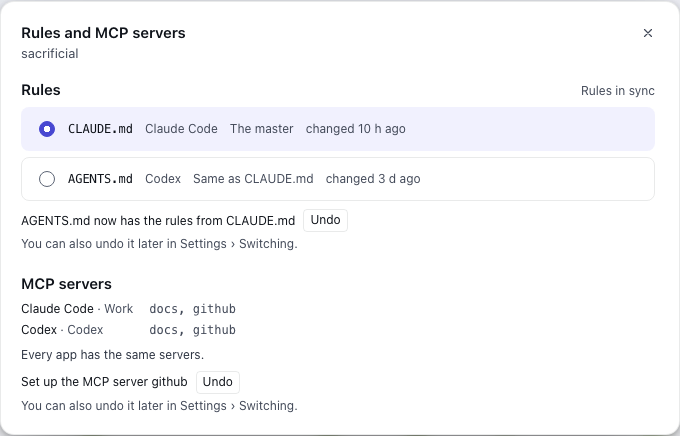 Rules and MCP servers
sacrificial
Rules
Rules in sync
CLAUDE.md Claude Code The master changed 10 h ago
AGENTS.md Codex Same as CLAUDE.md changed 3 d ago
AGENTS.md now has the rules from CLAUDE.md Undo
You can also undo it later in Settings › Switching.
MCP servers
Claude Code · Work docs, github
Codex · Codex docs, github
Every app has the same servers.
Set up the MCP server github Undo
You can also undo it later in Settings › Switching.